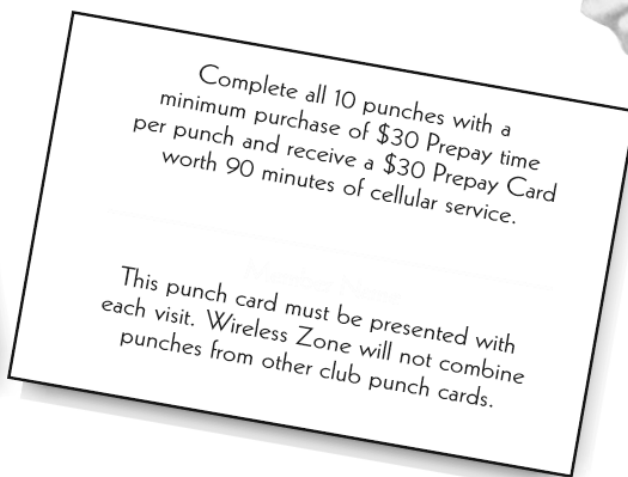 Complete all 10 punches with a
minimum purchase of $30 Prepay time
per punch and receive a $30 Prepay Card
worth 90 minutes of cellular service.
This punch card must be presented with
each visit. Wireless Zone will not combine
punches from other club punch cards.